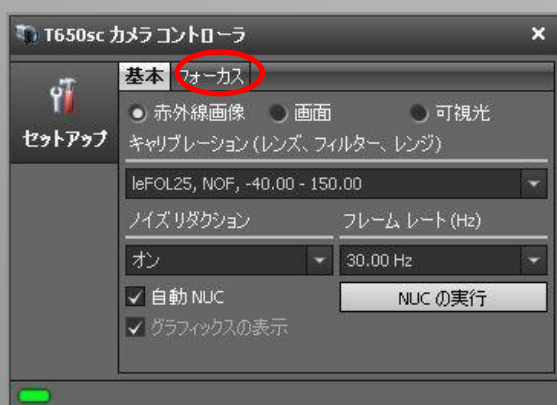 T650sc カメラ コントローラ
基本 フォーカス
セットアップ
赤外線画像 画面 可視光
キャリブレーション (レンズ、フィルター、レンジ)
leFOL25, NOF, -40.00 - 150.00
ノイズ リダクション フレーム レート (Hz)
オン 30.00 Hz
自動 NUC NUC の実行
グラフィックスの表示